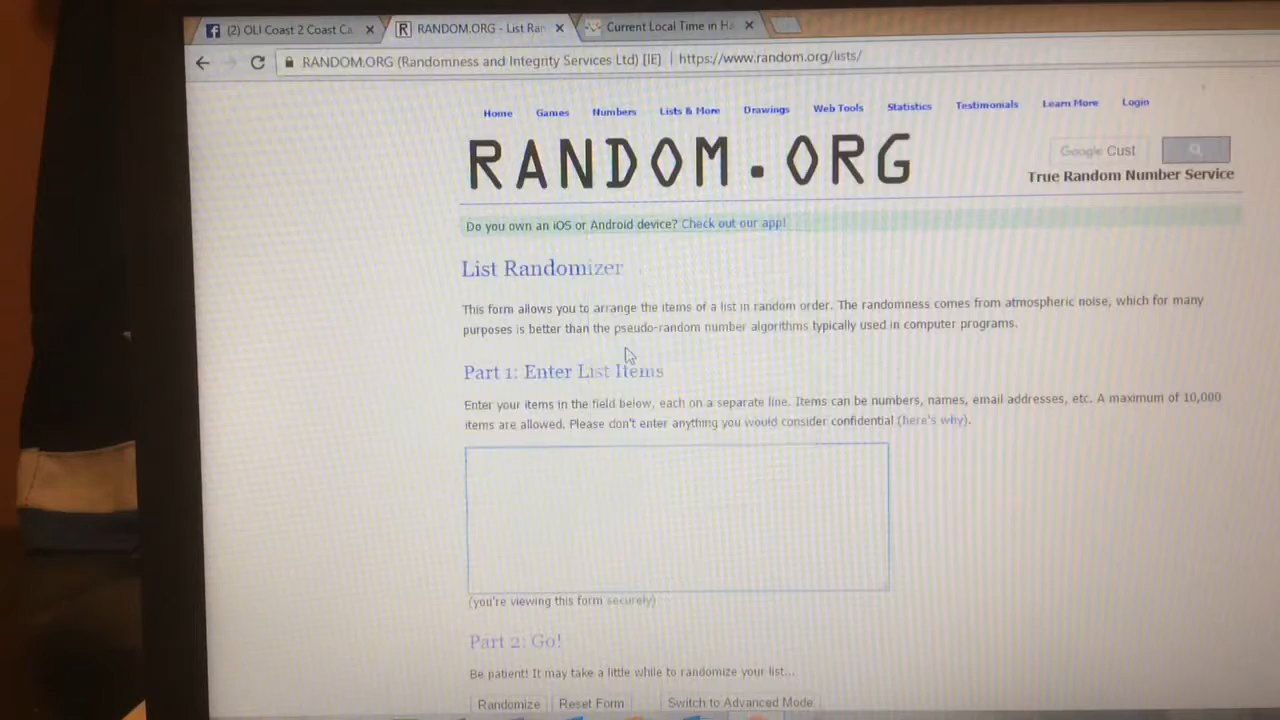 (2) OLI Coast 2 Coast Ca
RANDOM.ORG - List Ran
Current Local Time in Ha
RANDOM.ORG (Randomness and Integrity Services Ltd) [IE] | https://www.random.org/lists/
Home Games Numbers Lists & More Drawings Web Tools Statistics Testimonials Learn More Login
RANDOM.ORG
Google Cust
True Random Number Service
Do you own an iOS or Android device? Check out our app!
List Randomizer
This form allows you to arrange the items of a list in random order. The randomness comes from atmospheric noise, which for many
purposes is better than the pseudo-random number algorithms typically used in computer programs.
Part 1: Enter List Items
Enter your items in the field below, each on a separate line. Items can be numbers, names, email addresses, etc. A maximum of 10,000
items are allowed. Please don't enter anything you would consider confidential (here's why).
(you're viewing this form securely)
Part 2: Go!
Be patient! It may take a little while to randomize your list...
Randomize Reset Form Switch to Advanced Mode